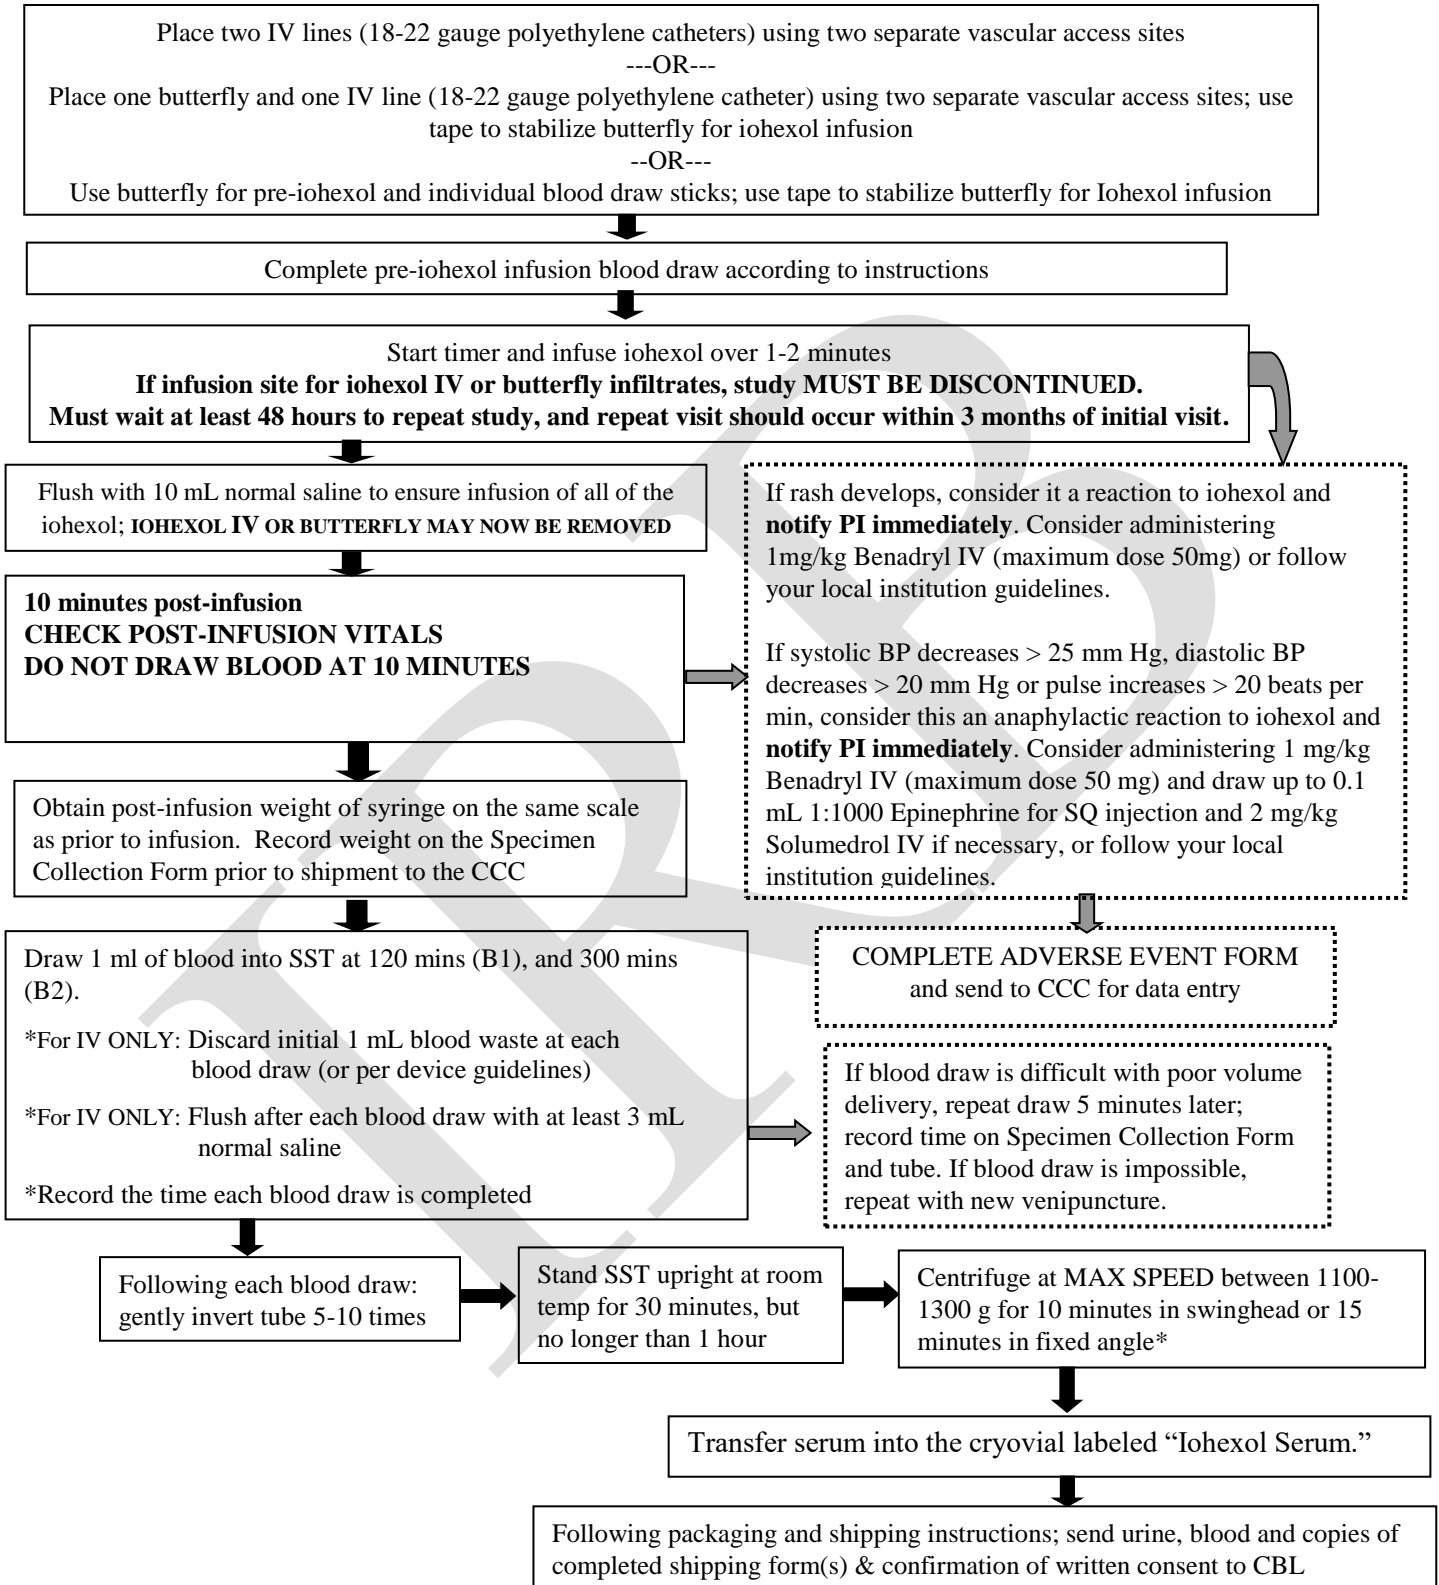 Place two IV lines (18-22 gauge polyethylene catheters) using two separate vascular access sites
---OR---
Place one butterfly and one IV line (18-22 gauge polyethylene catheter) using two separate vascular access sites; use
tape to stabilize butterfly for iohexol infusion
--OR---
Use butterfly for pre-iohexol and individual blood draw sticks; use tape to stabilize butterfly for Iohexol infusion
Complete pre-iohexol infusion blood draw according to instructions
Start timer and infuse iohexol over 1-2 minutes
If infusion site for iohexol IV or butterfly infiltrates, study MUST BE DISCONTINUED.
Must wait at least 48 hours to repeat study, and repeat visit should occur within 3 months of initial visit.
Flush with 10 mL normal saline to ensure infusion of all of the
iohexol; IOHEXOL IV OR BUTTERFLY MAY NOW BE REMOVED
10 minutes post-infusion
CHECK POST-INFUSION VITALS
DO NOT DRAW BLOOD AT 10 MINUTES
If rash develops, consider it a reaction to iohexol and
notify PI immediately. Consider administering
1mg/kg Benadryl IV (maximum dose 50mg) or follow
your local institution guidelines.
If systolic BP decreases > 25 mm Hg, diastolic BP
decreases > 20 mm Hg or pulse increases > 20 beats per
min, consider this an anaphylactic reaction to iohexol and
notify PI immediately. Consider administering 1 mg/kg
Benadryl IV (maximum dose 50 mg) and draw up to 0.1
mL 1:1000 Epinephrine for SQ injection and 2 mg/kg
Solumedrol IV if necessary, or follow your local
institution guidelines.
Obtain post-infusion weight of syringe on the same scale
as prior to infusion. Record weight on the Specimen
Collection Form prior to shipment to the CCC
COMPLETE ADVERSE EVENT FORM
and send to CCC for data entry
Draw 1 ml of blood into SST at 120 mins (B1), and 300 mins
(B2).
*For IV ONLY: Discard initial 1 mL blood waste at each
blood draw (or per device guidelines)
*For IV ONLY: Flush after each blood draw with at least 3 mL
normal saline
*Record the time each blood draw is completed
If blood draw is difficult with poor volume
delivery, repeat draw 5 minutes later;
record time on Specimen Collection Form
and tube. If blood draw is impossible,
repeat with new venipuncture.
Following each blood draw:
gently invert tube 5-10 times
Stand SST upright at room
temp for 30 minutes, but
no longer than 1 hour
Centrifuge at MAX SPEED between 1100-
1300 g for 10 minutes in swinghead or 15
minutes in fixed angle*
Transfer serum into the cryovial labeled “Iohexol Serum.”
Following packaging and shipping instructions; send urine, blood and copies of
completed shipping form(s) & confirmation of written consent to CBL
IRB